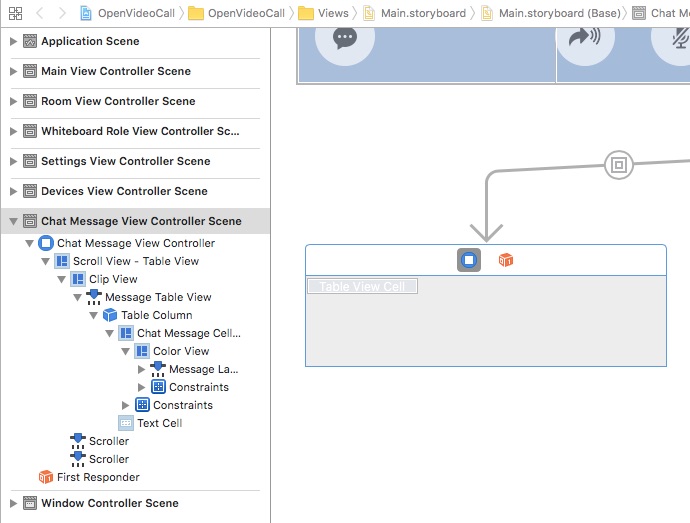 OpenVideoCall
OpenVideoCall
Views
Main.storyboard
Main.storyboard (Base)
Chat M
Application Scene
Main View Controller Scene
Room View Controller Scene
Whiteboard Role View Controller Sc...
Settings View Controller Scene
Devices View Controller Scene
Chat Message View Controller Scene
Chat Message View Controller
Scroll View - Table View
Clip View
Message Table View
Table Column
Chat Message Cell...
Color View
Message La...
Constraints
Constraints
Text Cell
Scroller
Scroller
First Responder
Window Controller Scene
Table View Cell